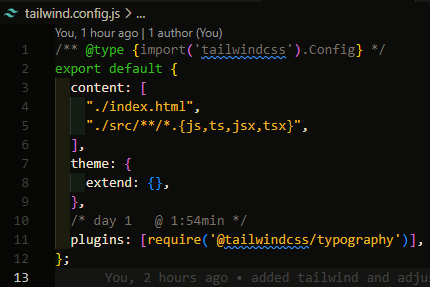 tailwind.config.js > ...
You, 1 hour ago | 1 author (You)
1 /** @type {import('tailwindcss').Config} */
2 export default {
3   content: [
4     "./index.html",
5     "./src/**/*.{js,ts,jsx,tsx}",
6   ],
7   theme: {
8     extend: {},
9   },
10   /* day 1   @ 1:54min */
11   plugins: [require('@tailwindcss/typography')],
12 };
13       You, 2 hours ago • added tailwind and adju